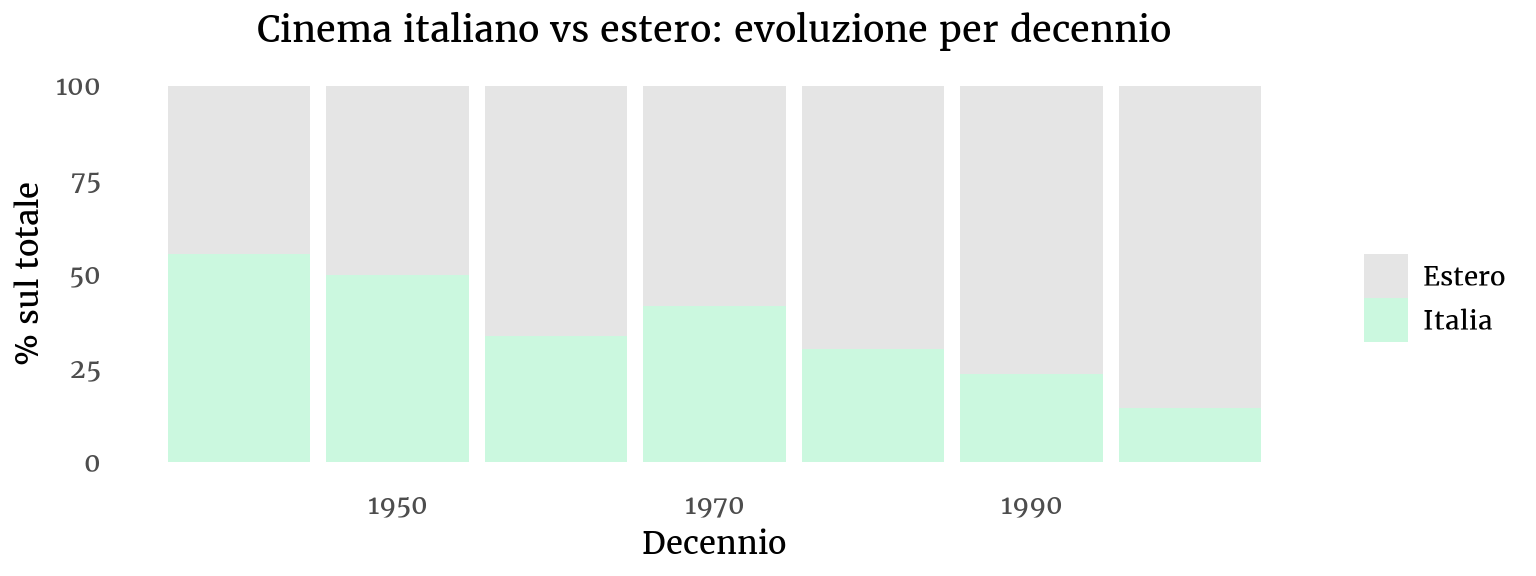 Cinema italiano vs estero: evoluzione per decennio
100
75
50
25
0
% sul totale
1950
1970
1990
Decennio
Estero
Italia